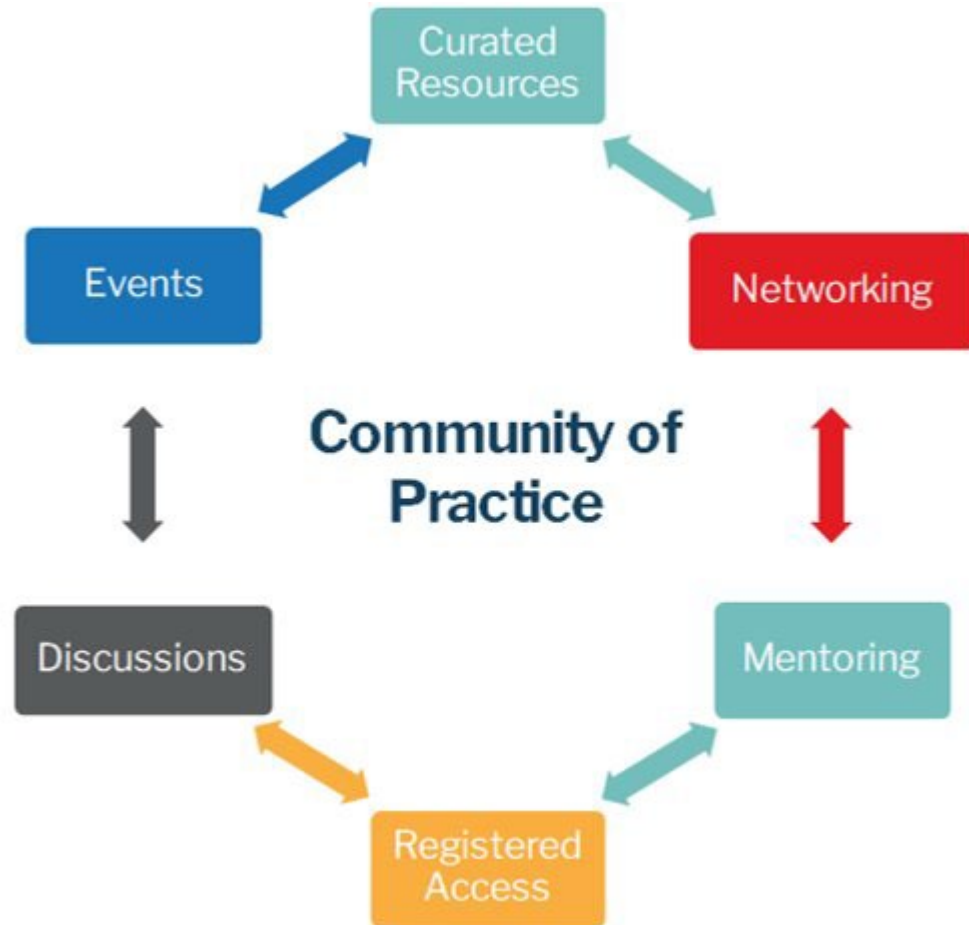 Curated
Resources
Events
Networking
Community of
Practice
Discussions
Mentoring
Registered
Access